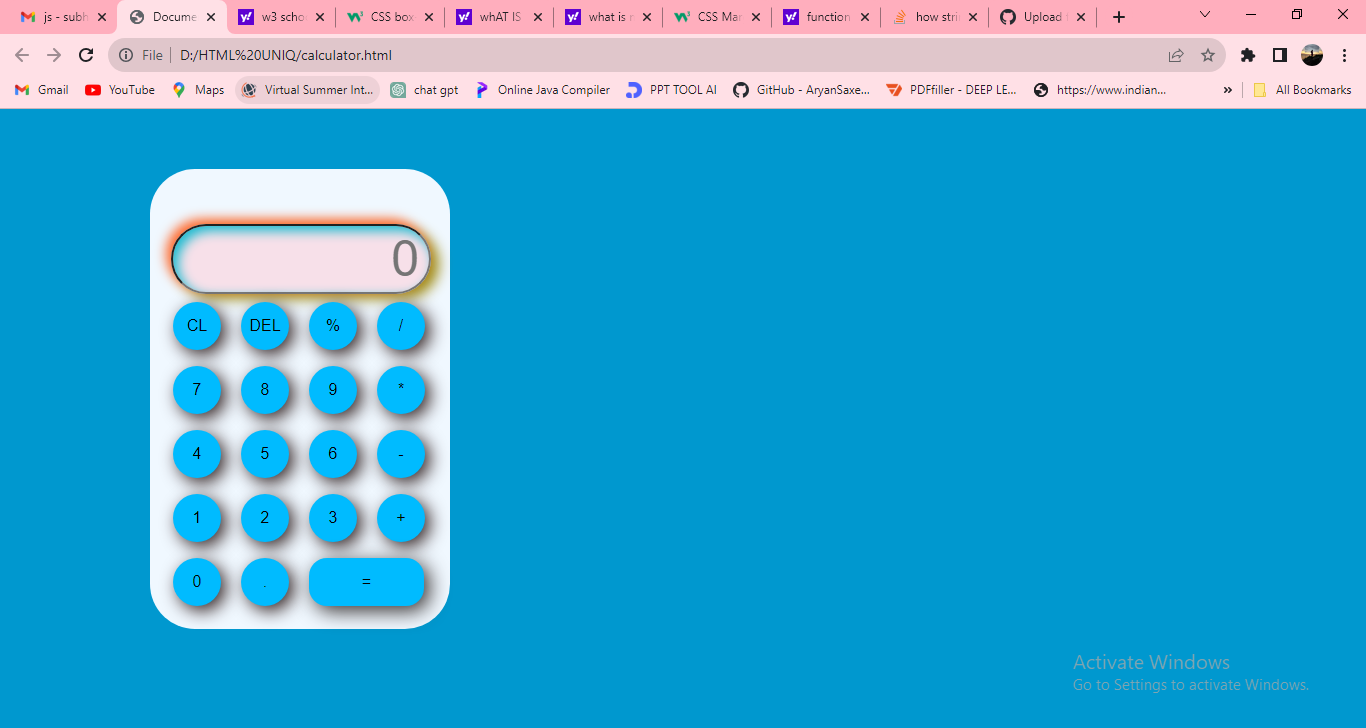 js - subh
Docume
w3 scho
CSS box
whAT IS
what is r
CSS Mar
function
how stri
Upload f
File
D:/HTML%20UNIQ/calculator.html
Gmail
YouTube
Maps
Virtual Summer Int...
chat gpt
Online Java Compiler
PPT TOOL AI
GitHub - AryanSaxe...
PDFfiller - DEEP LE...
https://www.indian...
»
All Bookmarks
0
CL DEL % /
7 8 9 *
4 5 6 -
1 2 3 +
0 . =
Activate Windows
Go to Settings to activate Windows.